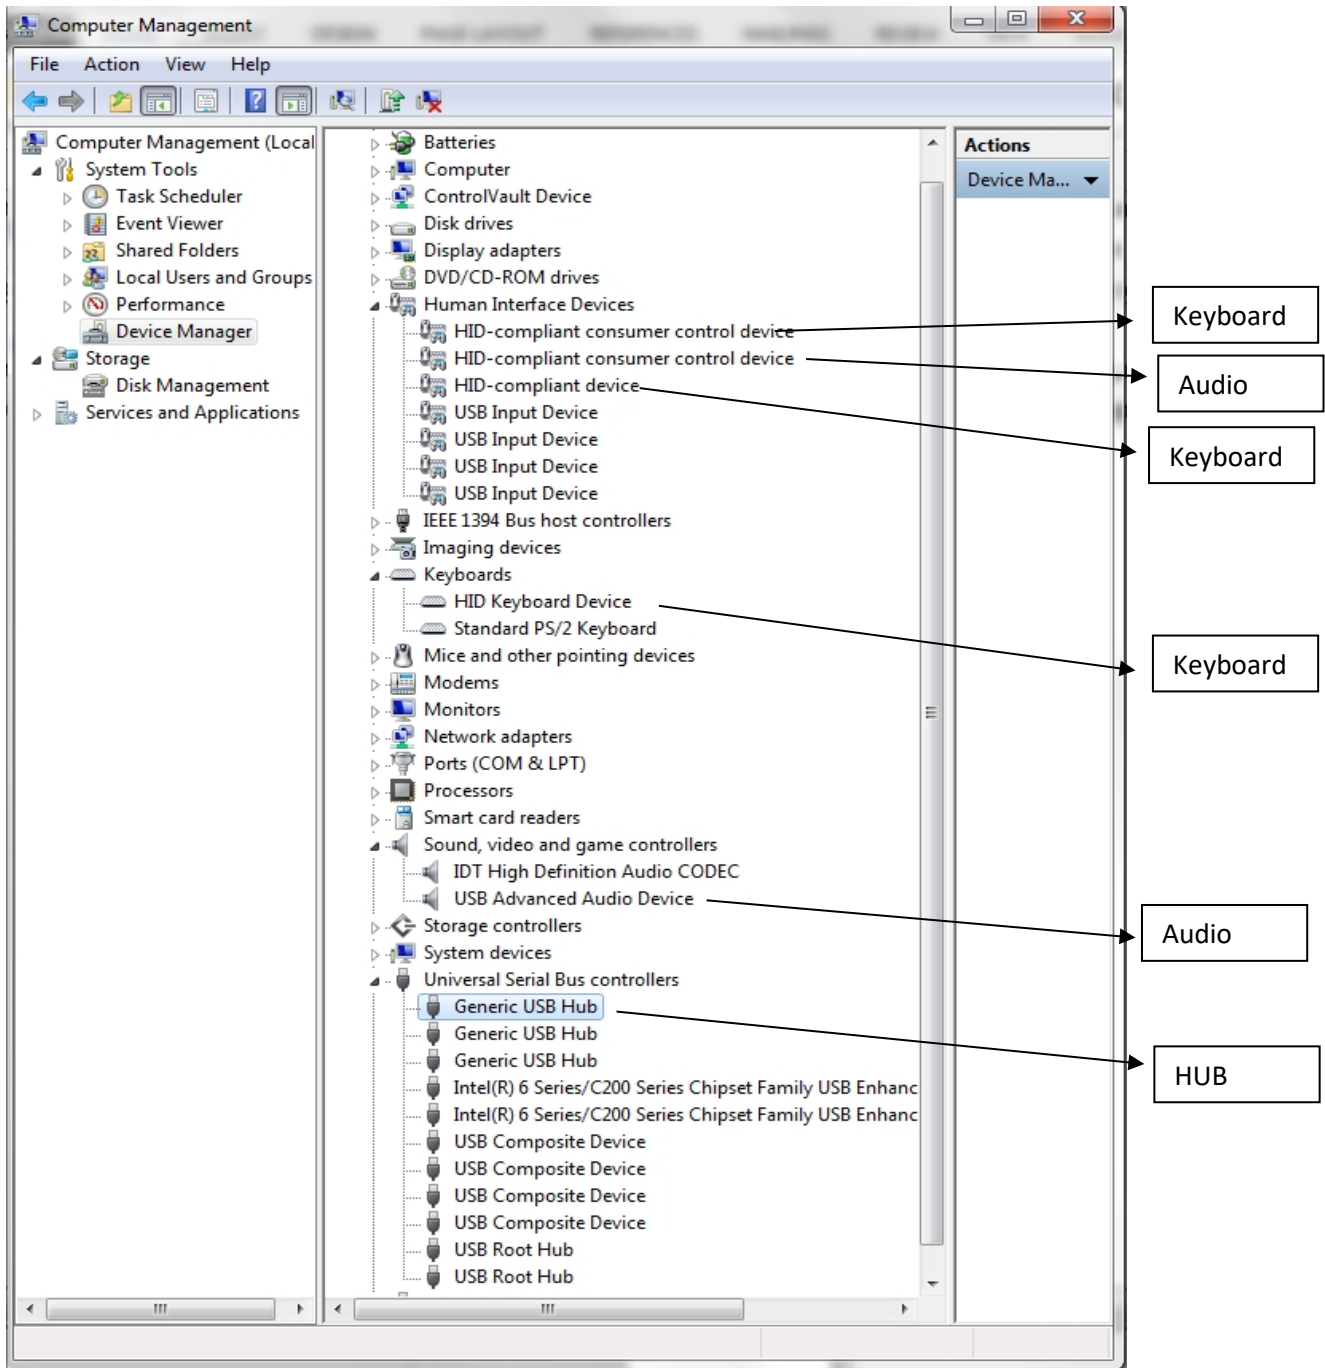 Computer Management
File Action View Help
Computer Management (Local
System Tools
Task Scheduler
Event Viewer
Shared Folders
Local Users and Groups
Performance
Device Manager
Storage
Disk Management
Services and Applications
Batteries
Computer
ControlVault Device
Disk drives
Display adapters
DVD/CD-ROM drives
Human Interface Devices
HID-compliant consumer control device
HID-compliant consumer control device
HID-compliant device
USB Input Device
USB Input Device
USB Input Device
USB Input Device
IEEE 1394 Bus host controllers
Imaging devices
Keyboards
HID Keyboard Device
Standard PS/2 Keyboard
Mice and other pointing devices
Modems
Monitors
Network adapters
Ports (COM & LPT)
Processors
Smart card readers
Sound, video and game controllers
IDT High Definition Audio CODEC
USB Advanced Audio Device
Storage controllers
System devices
Universal Serial Bus controllers
Generic USB Hub
Generic USB Hub
Generic USB Hub
Intel(R) 6 Series/C200 Series Chipset Family USB Enhanc
Intel(R) 6 Series/C200 Series Chipset Family USB Enhanc
USB Composite Device
USB Composite Device
USB Composite Device
USB Composite Device
USB Root Hub
USB Root Hub
Actions
Device Ma...
Keyboard
Audio
Keyboard
Keyboard
Audio
HUB